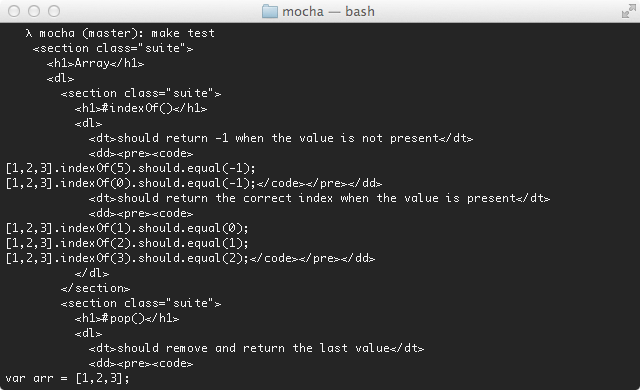 mocha — bash
λ mocha (master): make test
<section class="suite">
<h1>Array</h1>
<dl>
<section class="suite">
<h1>#indexOf()</h1>
<dl>
<dt>should return -1 when the value is not present</dt>
<dd><pre><code>
[1,2,3].indexOf(5).should.equal(-1);
[1,2,3].indexOf(0).should.equal(-1);</code></pre></dd>
<dt>should return the correct index when the value is present</dt>
<dd><pre><code>
[1,2,3].indexOf(1).should.equal(0);
[1,2,3].indexOf(2).should.equal(1);
[1,2,3].indexOf(3).should.equal(2);</code></pre></dd>
</dl>
</section>
<section class="suite">
<h1>#pop()</h1>
<dl>
<dt>should remove and return the last value</dt>
<dd><pre><code>
var arr = [1,2,3];